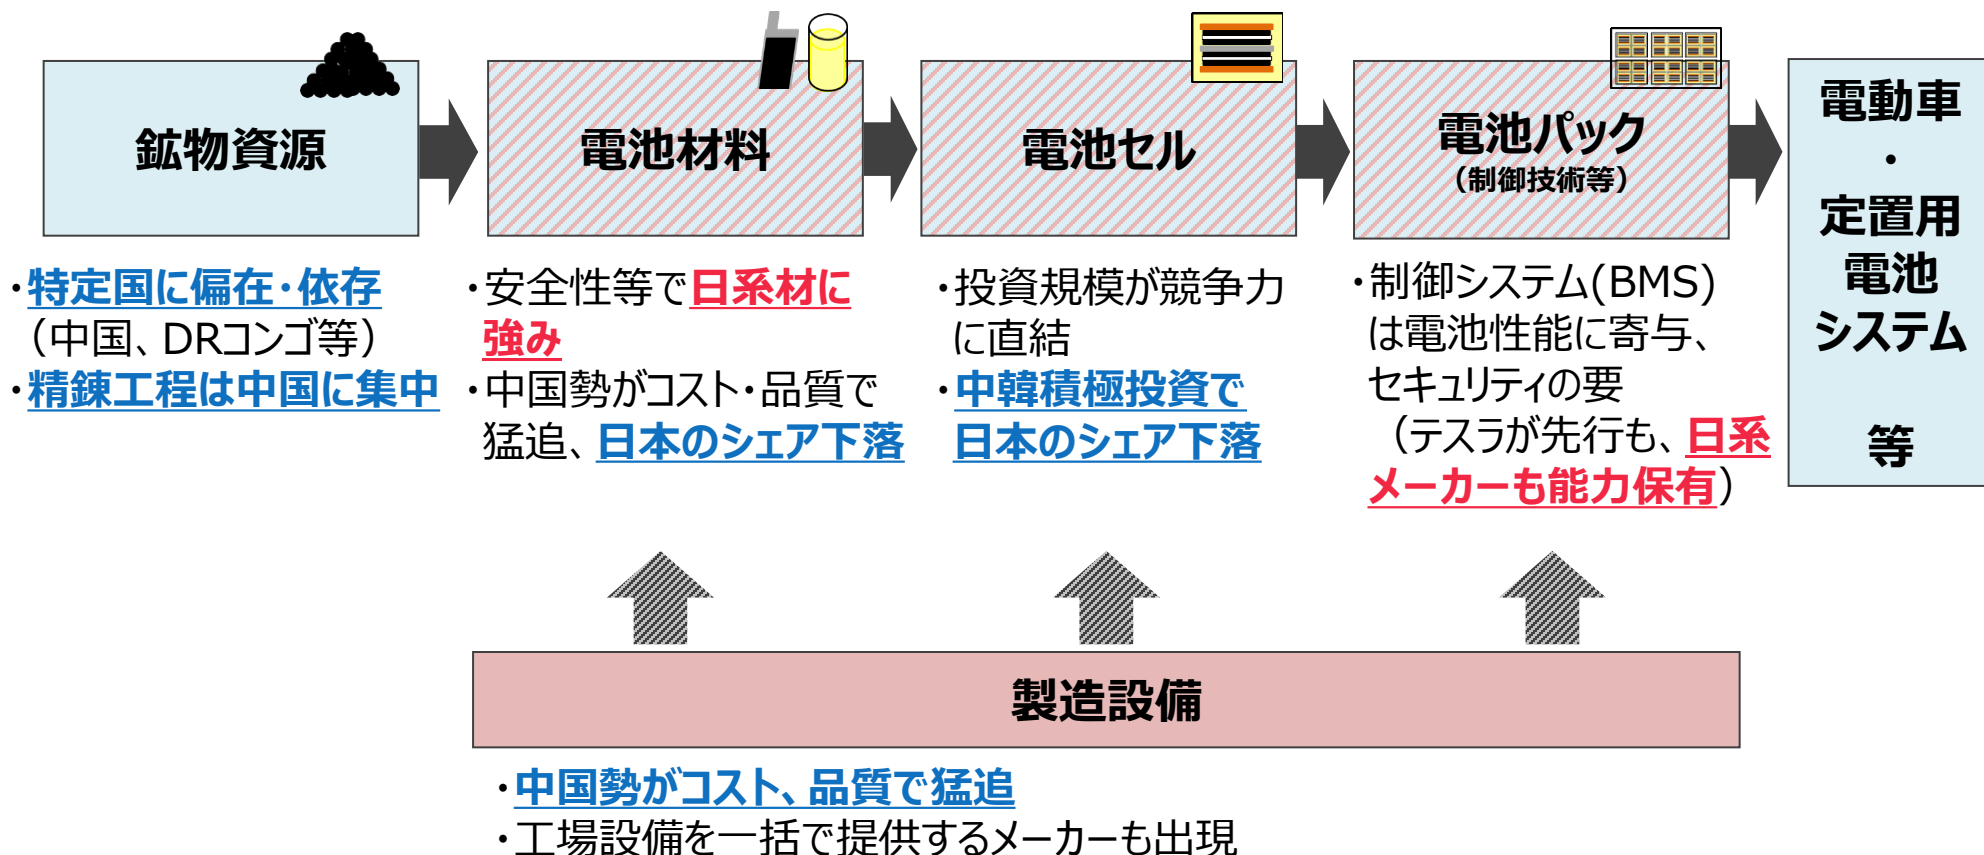 鉱物資源
・特定国に偏在・依存
（中国、DRコンゴ等）
・精錬工程は中国に集中
電池材料
・安全性等で日系材に
強み
・中国勢がコスト・品質で
猛追、日本のシェア下落
電池セル
・投資規模が競争力
に直結
・中韓積極投資で
日本のシェア下落
電池パック
（制御技術等）
・制御システム(BMS)
は電池性能に寄与、
セキュリティの要
（テスラが先行も、日系
メーカーも能力保有）
電動車
・
定置用
電池
システム
等
製造設備
・中国勢がコスト、品質で猛追
・工場設備を一括で提供するメーカーも出現